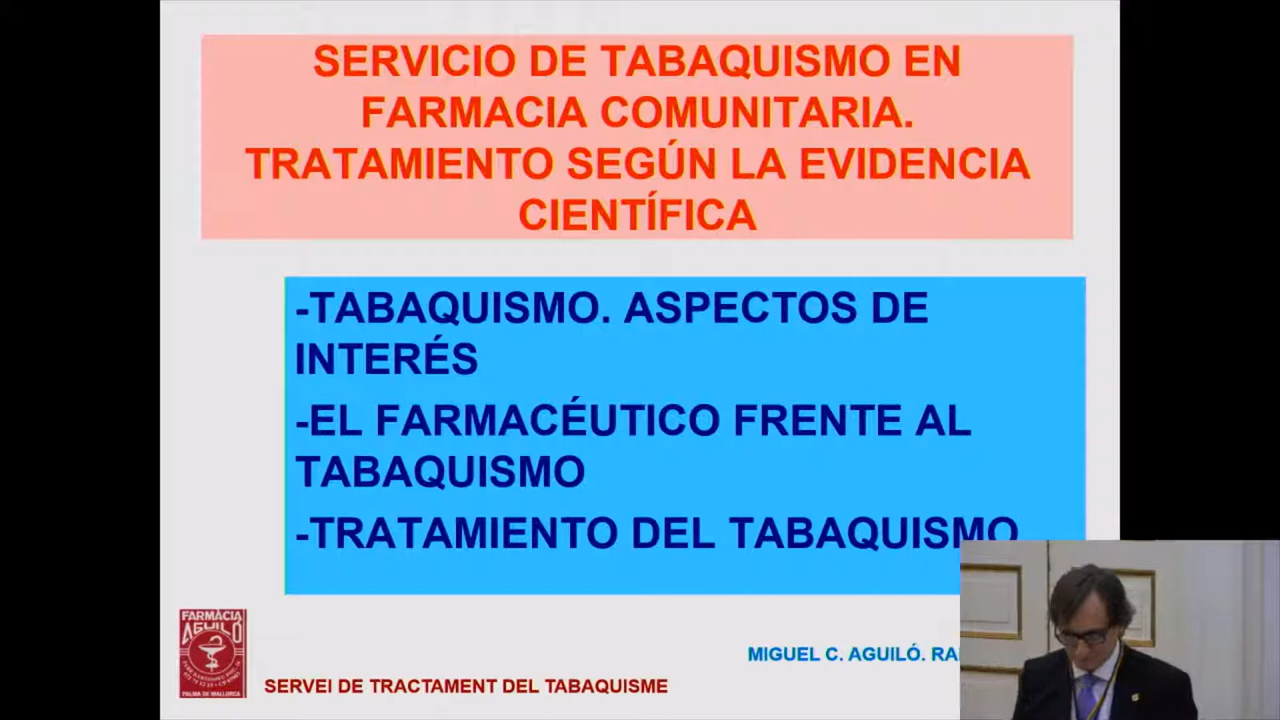 SERVICIO DE TABAQUISMO EN
FARMACIA COMUNITARIA.
TRATAMIENTO SEGÚN LA EVIDENCIA
CIENTÍFICA
-TABAQUISMO. ASPECTOS DE
INTERÉS
-EL FARMACÉUTICO FRENTE AL
TABAQUISMO
-TRATAMIENTO DEL TABAQUISMO
MIGUEL C. AGUILÓ.
FARMÀCIA
AGUILÓ
PALMA DE MALLORCA
SERVEI DE TRACTAMENT DEL TABAQUISME